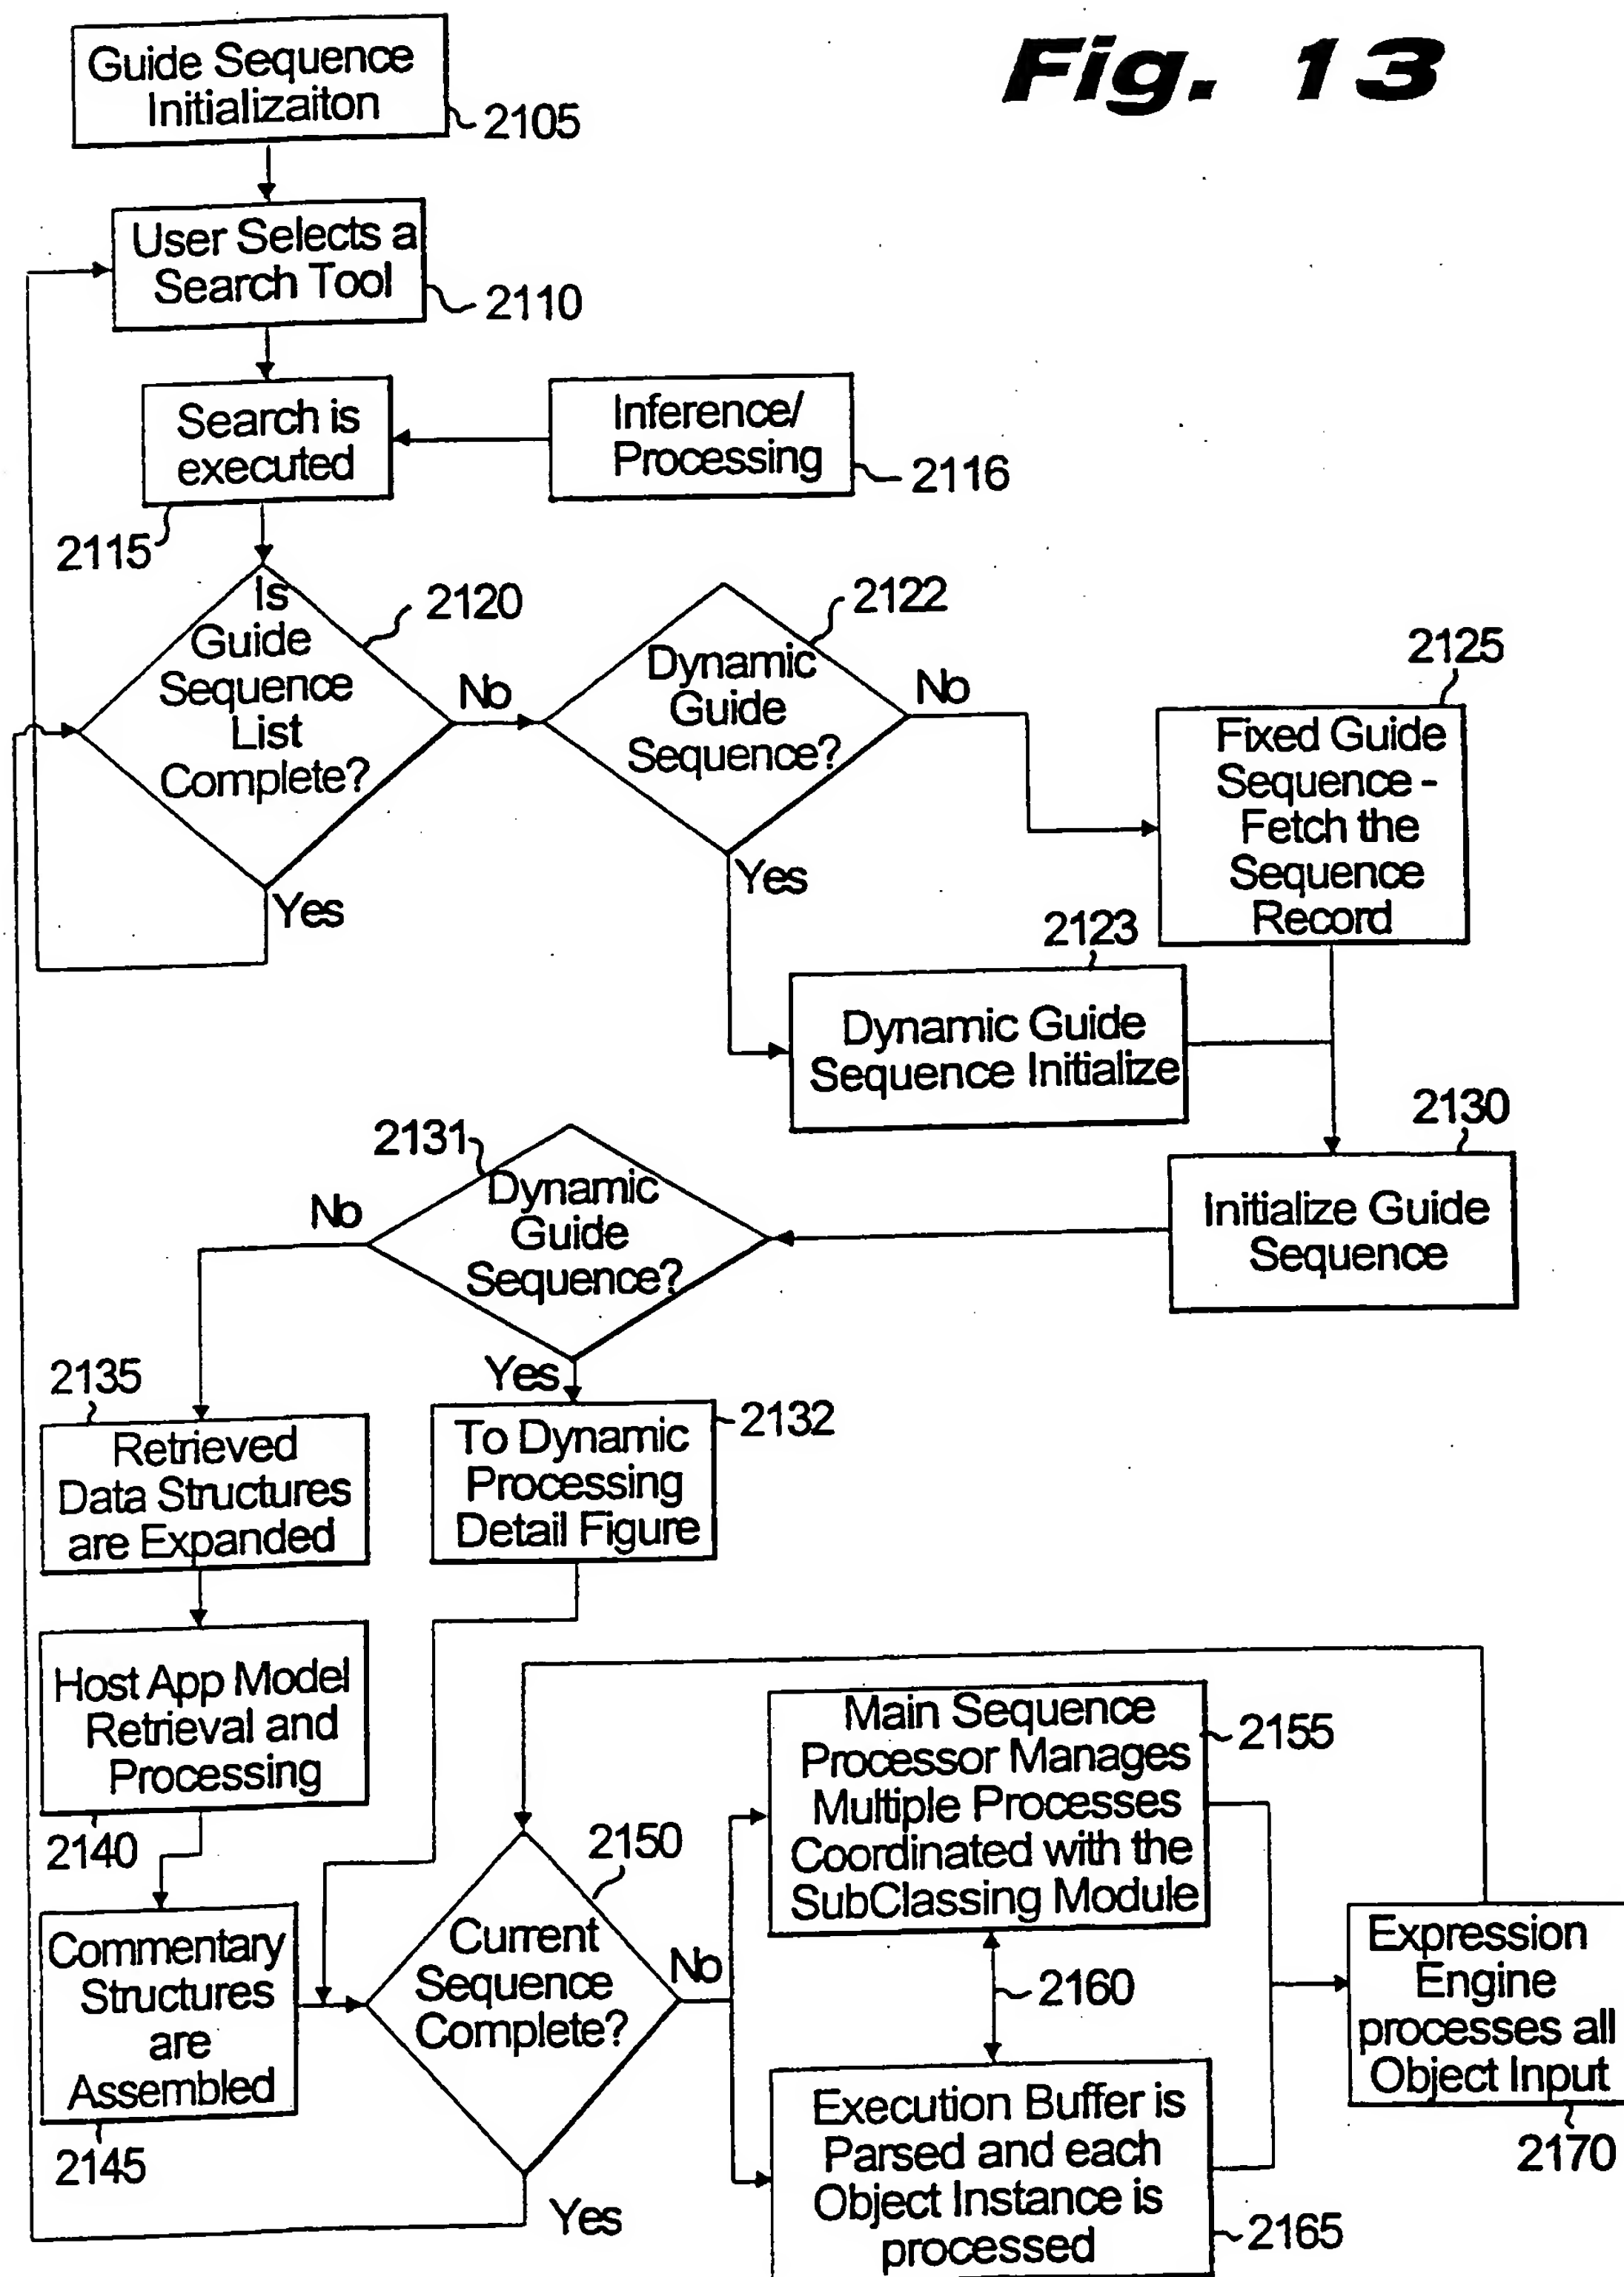 Fig. 13
Guide Sequence
Initializaiton
2105
User Selects a
Search Tool
2110
Search is
executed
2115
Inference/
Processing
2116
Is
Guide
Sequence
List
Complete?
2120
No
Yes
Dynamic
Guide
Sequence?
2122
No
Yes
2125
Fixed Guide
Sequence -
Fetch the
Sequence
Record
2123
Dynamic Guide
Sequence Initialize
2130
Initialize Guide
Sequence
2131
Dynamic
Guide
Sequence?
No
Yes
2135
Retrieved
Data Structures
are Expanded
2132
To Dynamic
Processing
Detail Figure
Host App Model
Retrieval and
Processing
2140
Commentary
Structures
are
Assembled
2145
Current
Sequence
Complete?
2150
No
Yes
Main Sequence
Processor Manages
Multiple Processes
Coordinated with the
SubClassing Module
2155
2160
Execution Buffer is
Parsed and each
Object Instance is
processed
2165
Expression
Engine
processes all
Object Input
2170